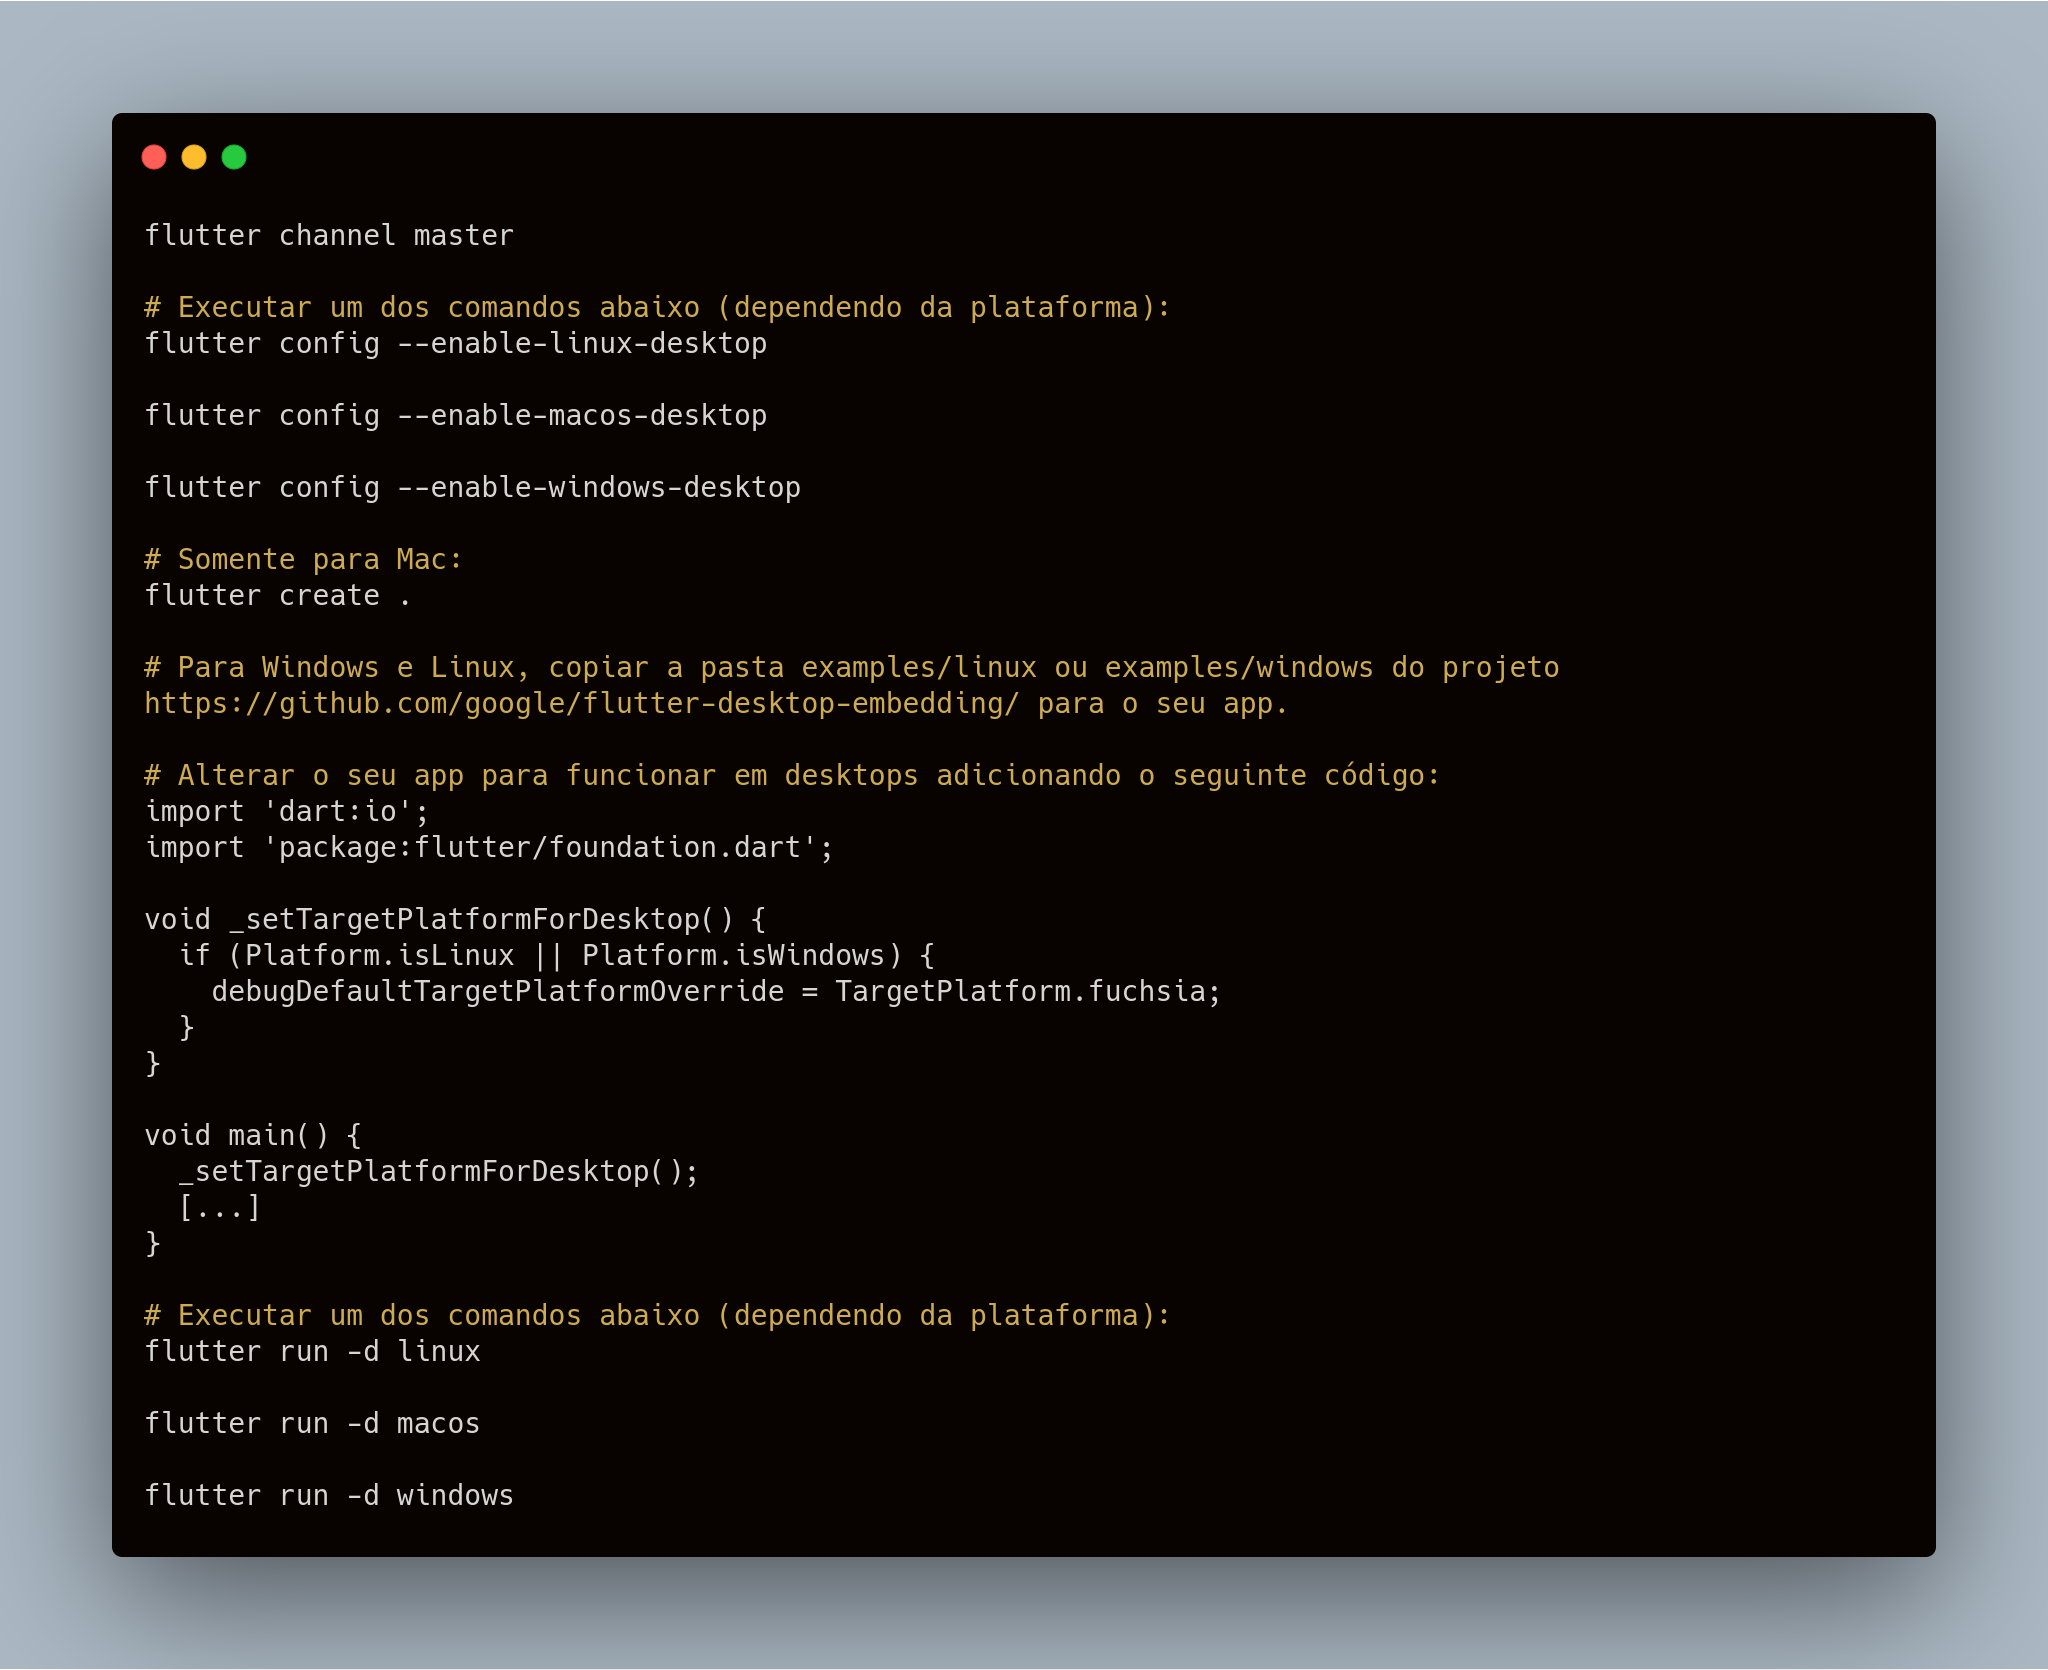 flutter channel master
# Executar um dos comandos abaixo (dependendo da plataforma):
flutter config --enable-linux-desktop
flutter config --enable-macos-desktop
flutter config --enable-windows-desktop
# Somente para Mac:
flutter create .
# Para Windows e Linux, copiar a pasta examples/linux ou examples/windows do projeto
https://github.com/google/flutter-desktop-embedding/ para o seu app.
# Alterar o seu app para funcionar em desktops adicionando o seguinte código:
import 'dart:io';
import 'package:flutter/foundation.dart';
void _setTargetPlatformForDesktop() {
  if (Platform.isLinux || Platform.isWindows) {
    debugDefaultTargetPlatformOverride = TargetPlatform.fuchsia;
  }
}
void main() {
  _setTargetPlatformForDesktop();
  [...]
}
# Executar um dos comandos abaixo (dependendo da plataforma):
flutter run -d linux
flutter run -d macos
flutter run -d windows